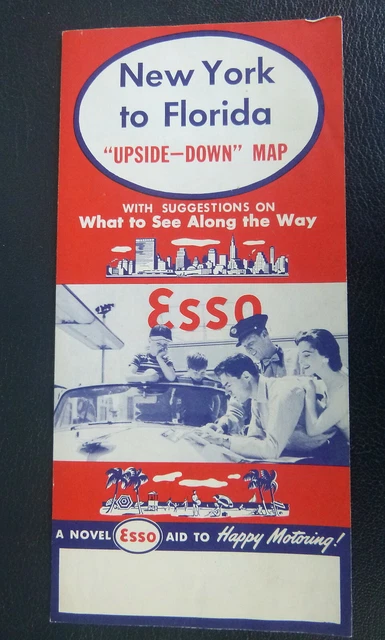 New York
to Florida
"UPSIDE-DOWN" MAP
WITH SUGGESTIONS ON
What to See Along the Way
Esso
A NOVEL Esso AID TO Happy Motoring!